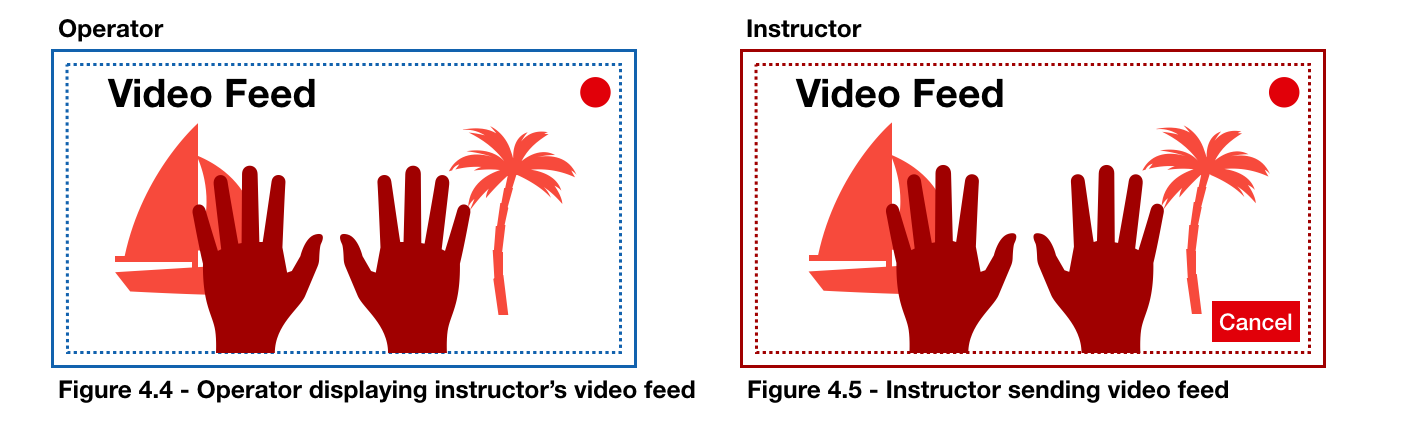 Operator
Video Feed
Figure 4.4 - Operator displaying instructor’s video feed
Instructor
Video Feed
Cancel
Figure 4.5 - Instructor sending video feed